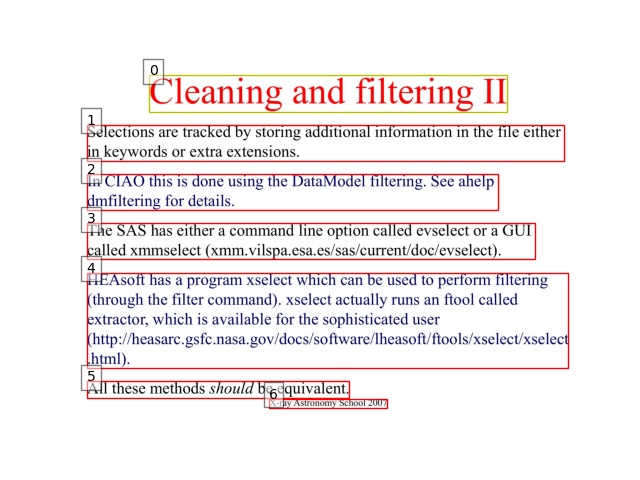 0
Cleaning and filtering II
1
Selections are tracked by storing additional information in the file either
in keywords or extra extensions.
2
In CIAO this is done using the DataModel filtering. See ahelp
dmfiltering for details.
3
The SAS has either a command line option called evselect or a GUI
called xmmselect (xmm.vilspa.esa.es/sas/current/doc/evselect).
4
HEAsoft has a program xselect which can be used to perform filtering
(through the filter command). xselect actually runs an ftool called
extractor, which is available for the sophisticated user
(http://heasarc.gsfc.nasa.gov/docs/software/lheasoft/ftools/xselect/xselect
.html).
5
All these methods should be equivalent.
6
X-ray Astronomy School 2007